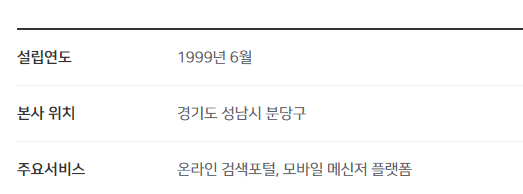 설립연도 1999년 6월
본사 위치 경기도 성남시 분당구
주요서비스 온라인 검색포털, 모바일 메신저 플랫폼